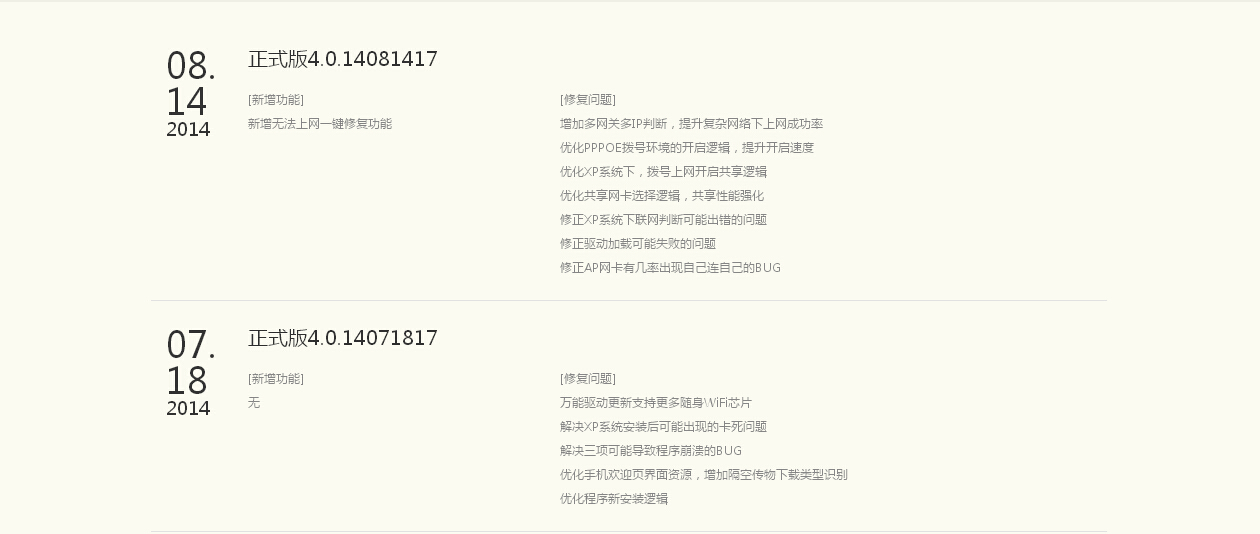 08.
14
2014
正式版4.0.14081417
[新增功能]
新增无法上网一键修复功能
[修复问题]
增加多网关多IP判断，提升复杂网络下上网成功率
优化PPPOE拨号环境的开启逻辑，提升开启速度
优化XP系统下，拨号上网开启共享逻辑
优化共享网卡选择逻辑，共享性能强化
修正XP系统下联网判断可能出错的问题
修正驱动加载可能失败的问题
修正AP网卡有几率出现自己连自己的BUG
07.
18
2014
正式版4.0.14071817
[新增功能]
无
[修复问题]
万能驱动更新支持更多随身WiFi芯片
解决XP系统安装后可能出现的卡死问题
解决三项可能导致程序崩溃的BUG
优化手机欢迎页界面资源，增加隔空传物下载类型识别
优化程序新安装逻辑